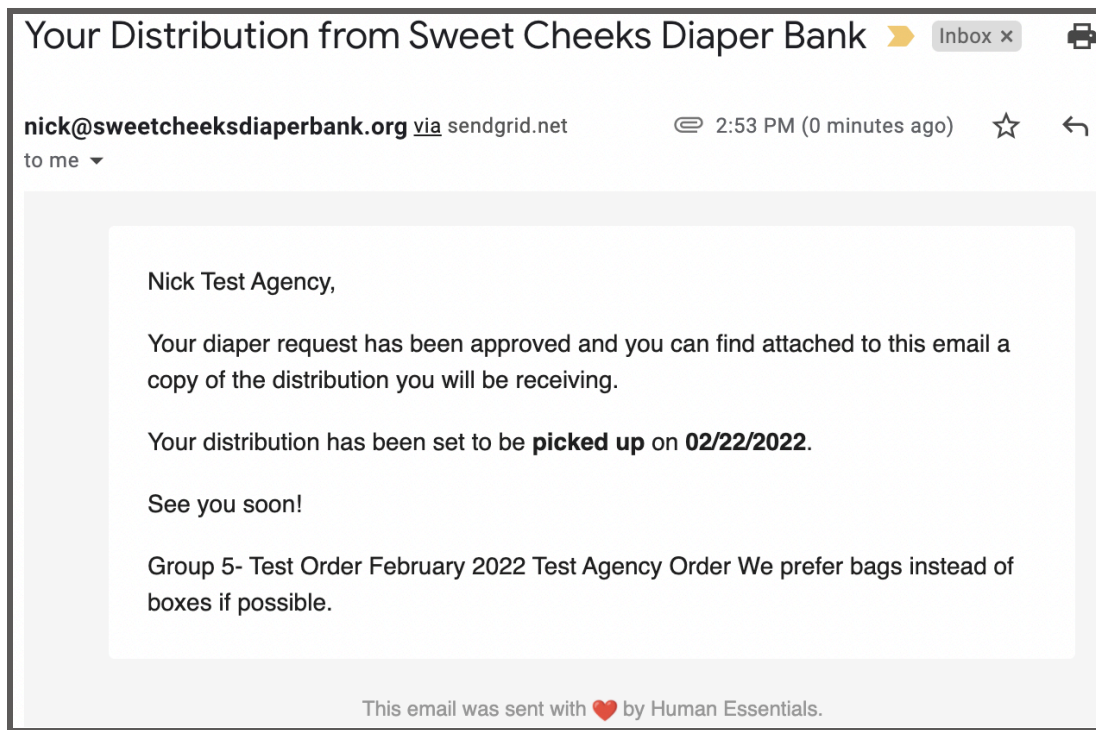 Your Distribution from Sweet Cheeks Diaper Bank Inbox ×
nick@sweetcheeksdiaperbank.org via sendgrid.net 2:53 PM (0 minutes ago)
to me
Nick Test Agency,
Your diaper request has been approved and you can find attached to this email a
copy of the distribution you will be receiving.
Your distribution has been set to be picked up on 02/22/2022.
See you soon!
Group 5- Test Order February 2022 Test Agency Order We prefer bags instead of
boxes if possible.
This email was sent with ❤️ by Human Essentials.